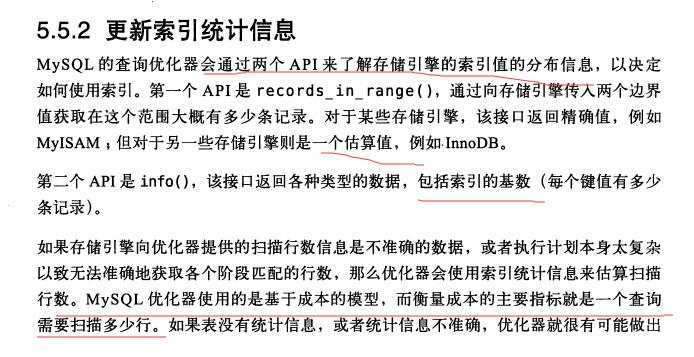 5.5.2 更新索引统计信息
MySQL 的查询优化器会通过两个 API 来了解存储引擎的索引值的分布信息，以决定
如何使用索引。第一个 API 是 records_in_range()，通过向存储引擎传入两个边界
值获取在这个范围大概有多少条记录。对于某些存储引擎，该接口返回精确值，例如
MyISAM；但对于另一些存储引擎则是一个估算值，例如 InnoDB。
第二个 API 是 info()，该接口返回各种类型的数据，包括索引的基数（每个键值有多少
条记录）。
如果存储引擎向优化器提供的扫描行数信息是不准确的数据，或者执行计划本身太复杂
以致无法准确地获取各个阶段匹配的行数，那么优化器会使用索引统计信息来估算扫描
行数。MySQL 优化器使用的是基于成本的模型，而衡量成本的主要指标就是一个查询
需要扫描多少行。如果表没有统计信息，或者统计信息不准确，优化器就很有可能做出